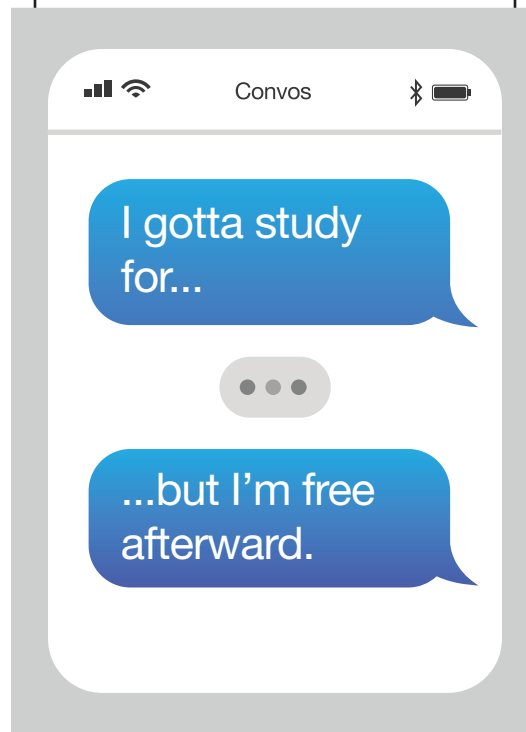 Convos
I gotta study
for...
...but I’m free
afterward.